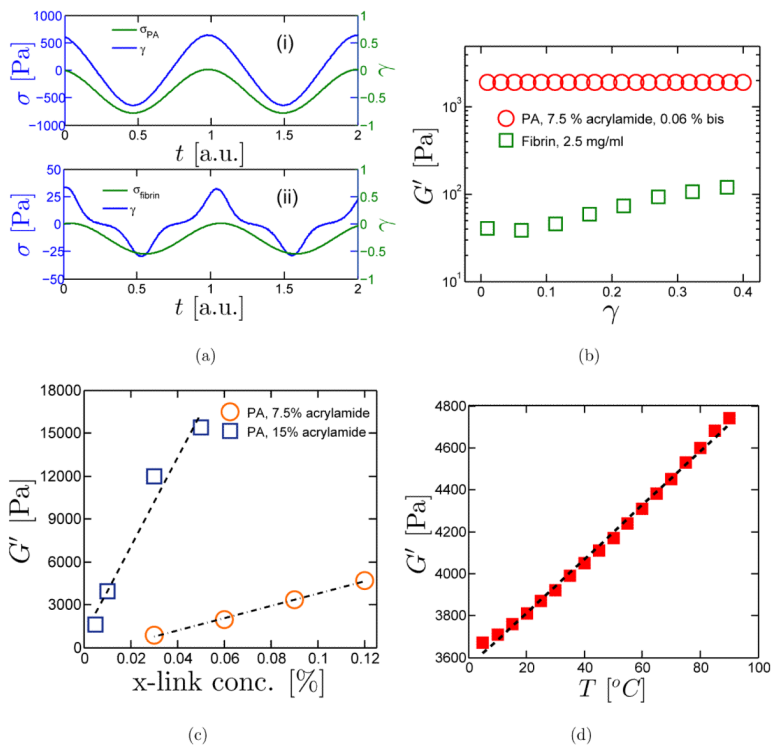 1000
500
0
−500
−1000
σ [Pa]
σPA
γ
(i)
1
0.5
0
−0.5
−1
γ
0 0.5 1 1.5 2
t [a.u.]
50
25
0
−25
−50
σ [Pa]
σfibrin
γ
(ii)
1
0.5
0
−0.5
−1
γ
0 0.5 1 1.5 2
t [a.u.]
(a)
10³
10²
10¹
G′ [Pa]
PA, 7.5 % acrylamide, 0.06 % bis
Fibrin, 2.5 mg/ml
0 0.1 0.2 0.3 0.4
γ
(b)
18000
15000
12000
9000
6000
3000
0
G′ [Pa]
PA, 7.5% acrylamide
PA, 15% acrylamide
0 0.02 0.04 0.06 0.08 0.1 0.12
x-link conc. [%]
(c)
4800
4600
4400
4200
4000
3800
3600
G′ [Pa]
0 20 40 60 80 100
T [°C]
(d)